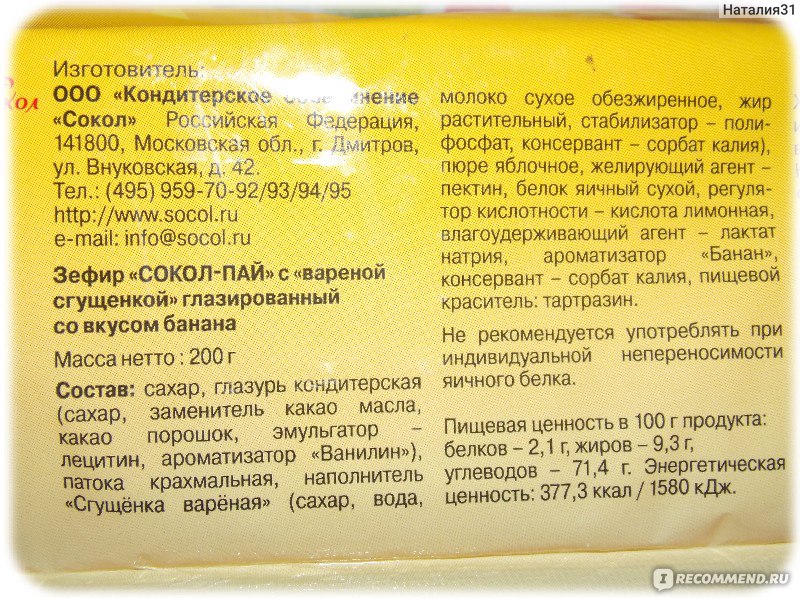 Наталия31
Изготовитель:
ООО «Кондитерское объединение
«Сокол» Российская Федерация,
141800, Московская обл., г. Дмитров,
ул. Внуковская, д. 42.
Тел.: (495) 959-70-92/93/94/95
http://www.socol.ru
e-mail: info@socol.ru
Зефир «СОКОЛ-ПАЙ» с «вареной
сгущенкой» глазированный
со вкусом банана
Масса нетто : 200 г
Состав: сахар, глазурь кондитерская
(сахар, заменитель какао масла,
какао порошок, эмульгатор –
лецитин, ароматизатор «Ванилин»),
патока крахмальная, наполнитель
«Сгущёнка варёная» (сахар, вода,
молоко сухое обезжиренное, жир
растительный, стабилизатор – поли-
фосфат, консервант – сорбат калия),
пюре яблочное, желирующий агент –
пектин, белок яичный сухой, регуля-
тор кислотности – кислота лимонная,
влагоудерживающий агент – лактат
натрия, ароматизатор «Банан»,
консервант – сорбат калия, пищевой
краситель: тартразин.
Не рекомендуется употреблять при
индивидуальной непереносимости
яичного белка.
Пищевая ценность в 100 г продукта:
белков – 2,1 г, жиров – 9,3 г,
углеводов – 71,4 г. Энергетическая
ценность: 377,3 ккал / 1580 кДж.
I RECOMMEND.RU